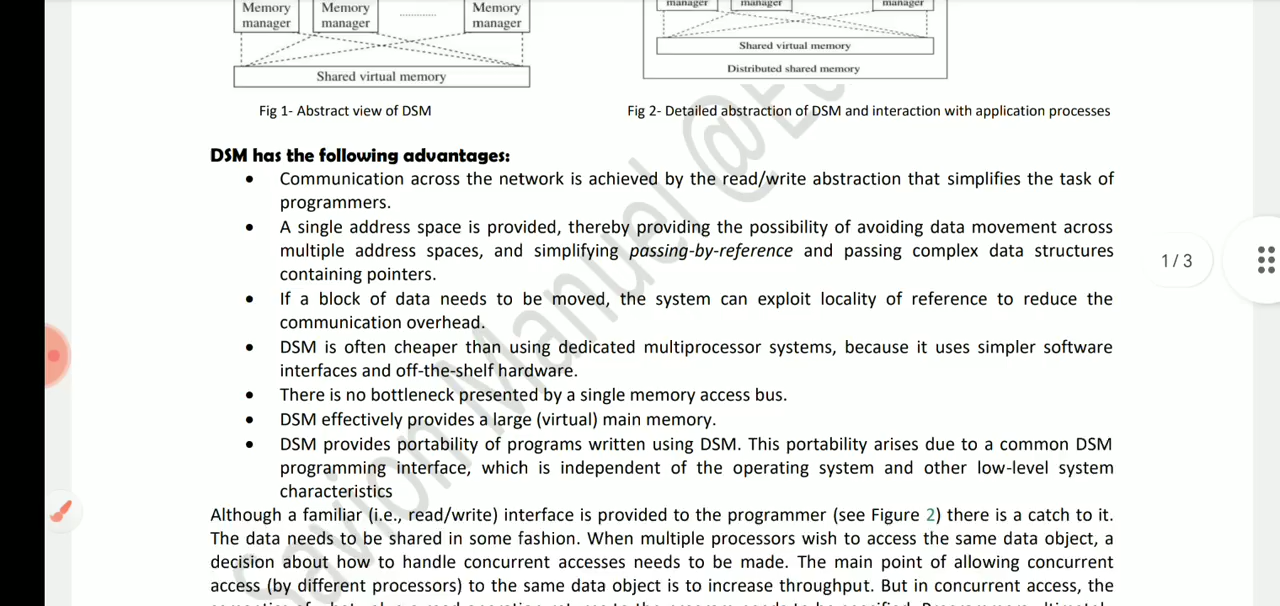 Memory manager
Memory manager
Memory manager
manager
manager
manager
Shared virtual memory
Shared virtual memory
Distributed shared memory
Fig 1- Abstract view of DSM
Fig 2- Detailed abstraction of DSM and interaction with application processes
DSM has the following advantages:
• Communication across the network is achieved by the read/write abstraction that simplifies the task of
programmers.
• A single address space is provided, thereby providing the possibility of avoiding data movement across
multiple address spaces, and simplifying passing-by-reference and passing complex data structures
containing pointers.
• If a block of data needs to be moved, the system can exploit locality of reference to reduce the
communication overhead.
• DSM is often cheaper than using dedicated multiprocessor systems, because it uses simpler software
interfaces and off-the-shelf hardware.
• There is no bottleneck presented by a single memory access bus.
• DSM effectively provides a large (virtual) main memory.
• DSM provides portability of programs written using DSM. This portability arises due to a common DSM
programming interface, which is independent of the operating system and other low-level system
characteristics
Although a familiar (i.e., read/write) interface is provided to the programmer (see Figure 2) there is a catch to it.
The data needs to be shared in some fashion. When multiple processors wish to access the same data object, a
decision about how to handle concurrent accesses needs to be made. The main point of allowing concurrent
access (by different processors) to the same data object is to increase throughput. But in concurrent access, the
1 / 3
Savion Manuel @